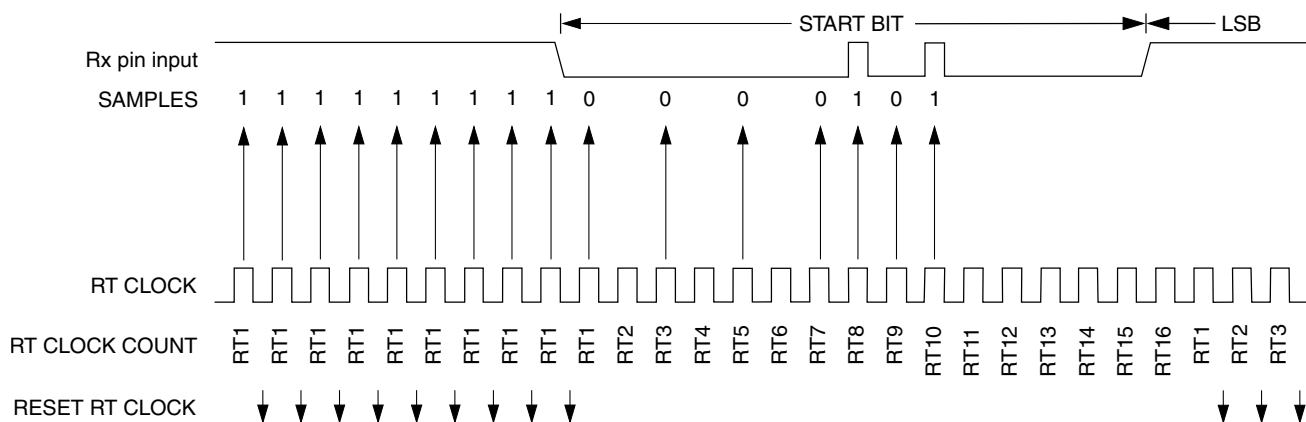 START BIT LSB
Rx pin input
SAMPLES 1 1 1 1 1 1 1 1 1 0 0 0 0 1 0 1
RT CLOCK
RT CLOCK COUNT RT1 RT1 RT1 RT1 RT1 RT1 RT1 RT1 RT1 RT1 RT2 RT3 RT4 RT5 RT6 RT7 RT8 RT9 RT10 RT11 RT12 RT13 RT14 RT15 RT16 RT1 RT2 RT3
RESET RT CLOCK